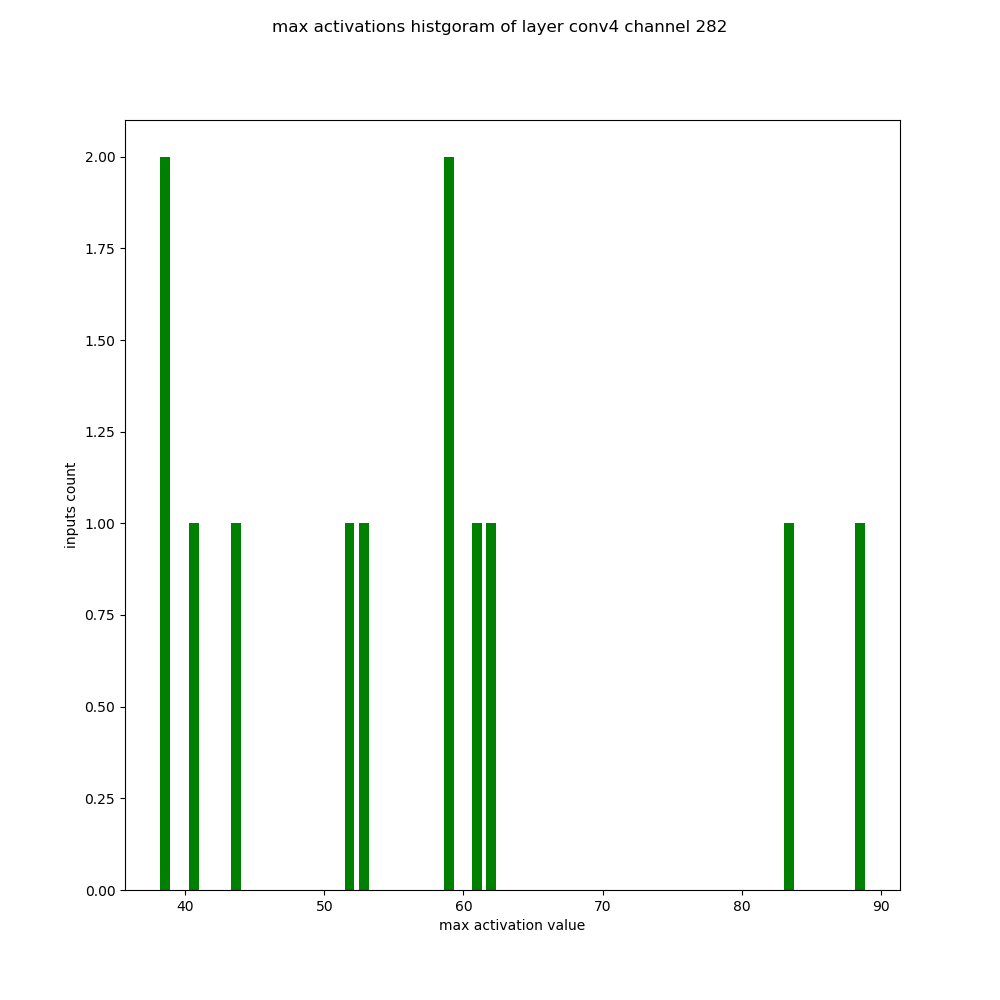 max activations histgoram of layer conv4 channel 282
2.00
1.75
1.50
1.25
1.00
0.75
0.50
0.25
0.00
inputs count
40 50 60 70 80 90
max activation value